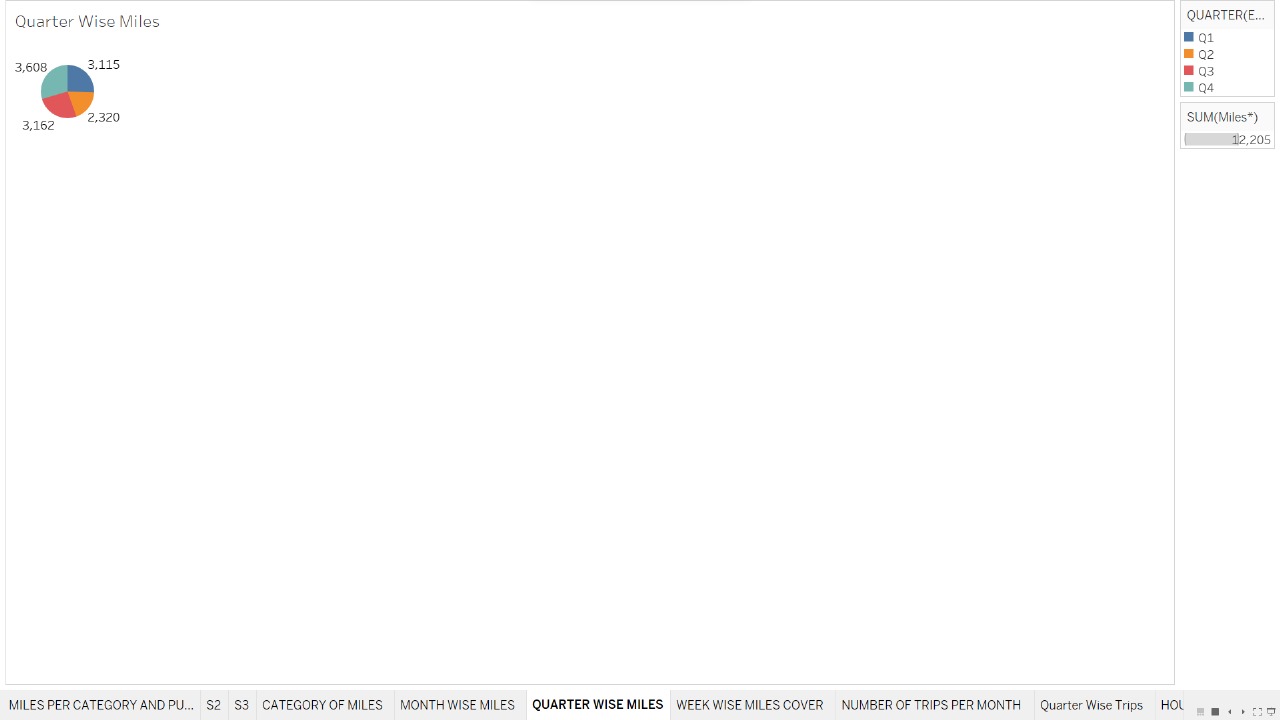 Quarter Wise Miles
3,608
3,115
2,320
3,162
QUARTER(E...
Q1
Q2
Q3
Q4
SUM(Miles*)
12,205
MILES PER CATEGORY AND PU... S2 S3 CATEGORY OF MILES MONTH WISE MILES QUARTER WISE MILES WEEK WISE MILES COVER NUMBER OF TRIPS PER MONTH Quarter Wise Trips HOU